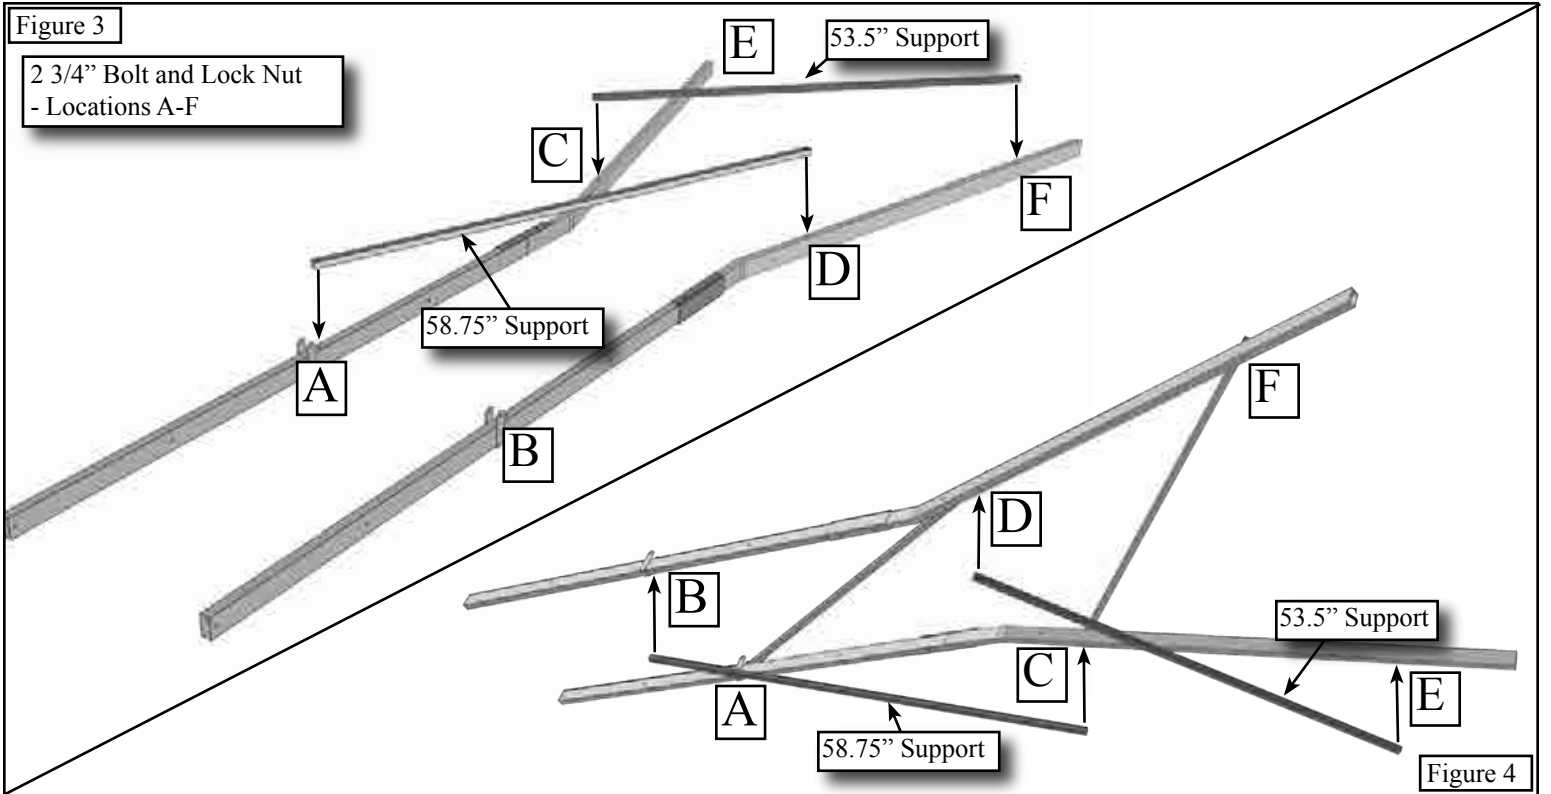 Figure 3
2 3/4” Bolt and Lock Nut
- Locations A-F
E
53.5” Support
C
F
D
58.75” Support
A
B
F
D
B
53.5” Support
C
E
A
58.75” Support
Figure 4